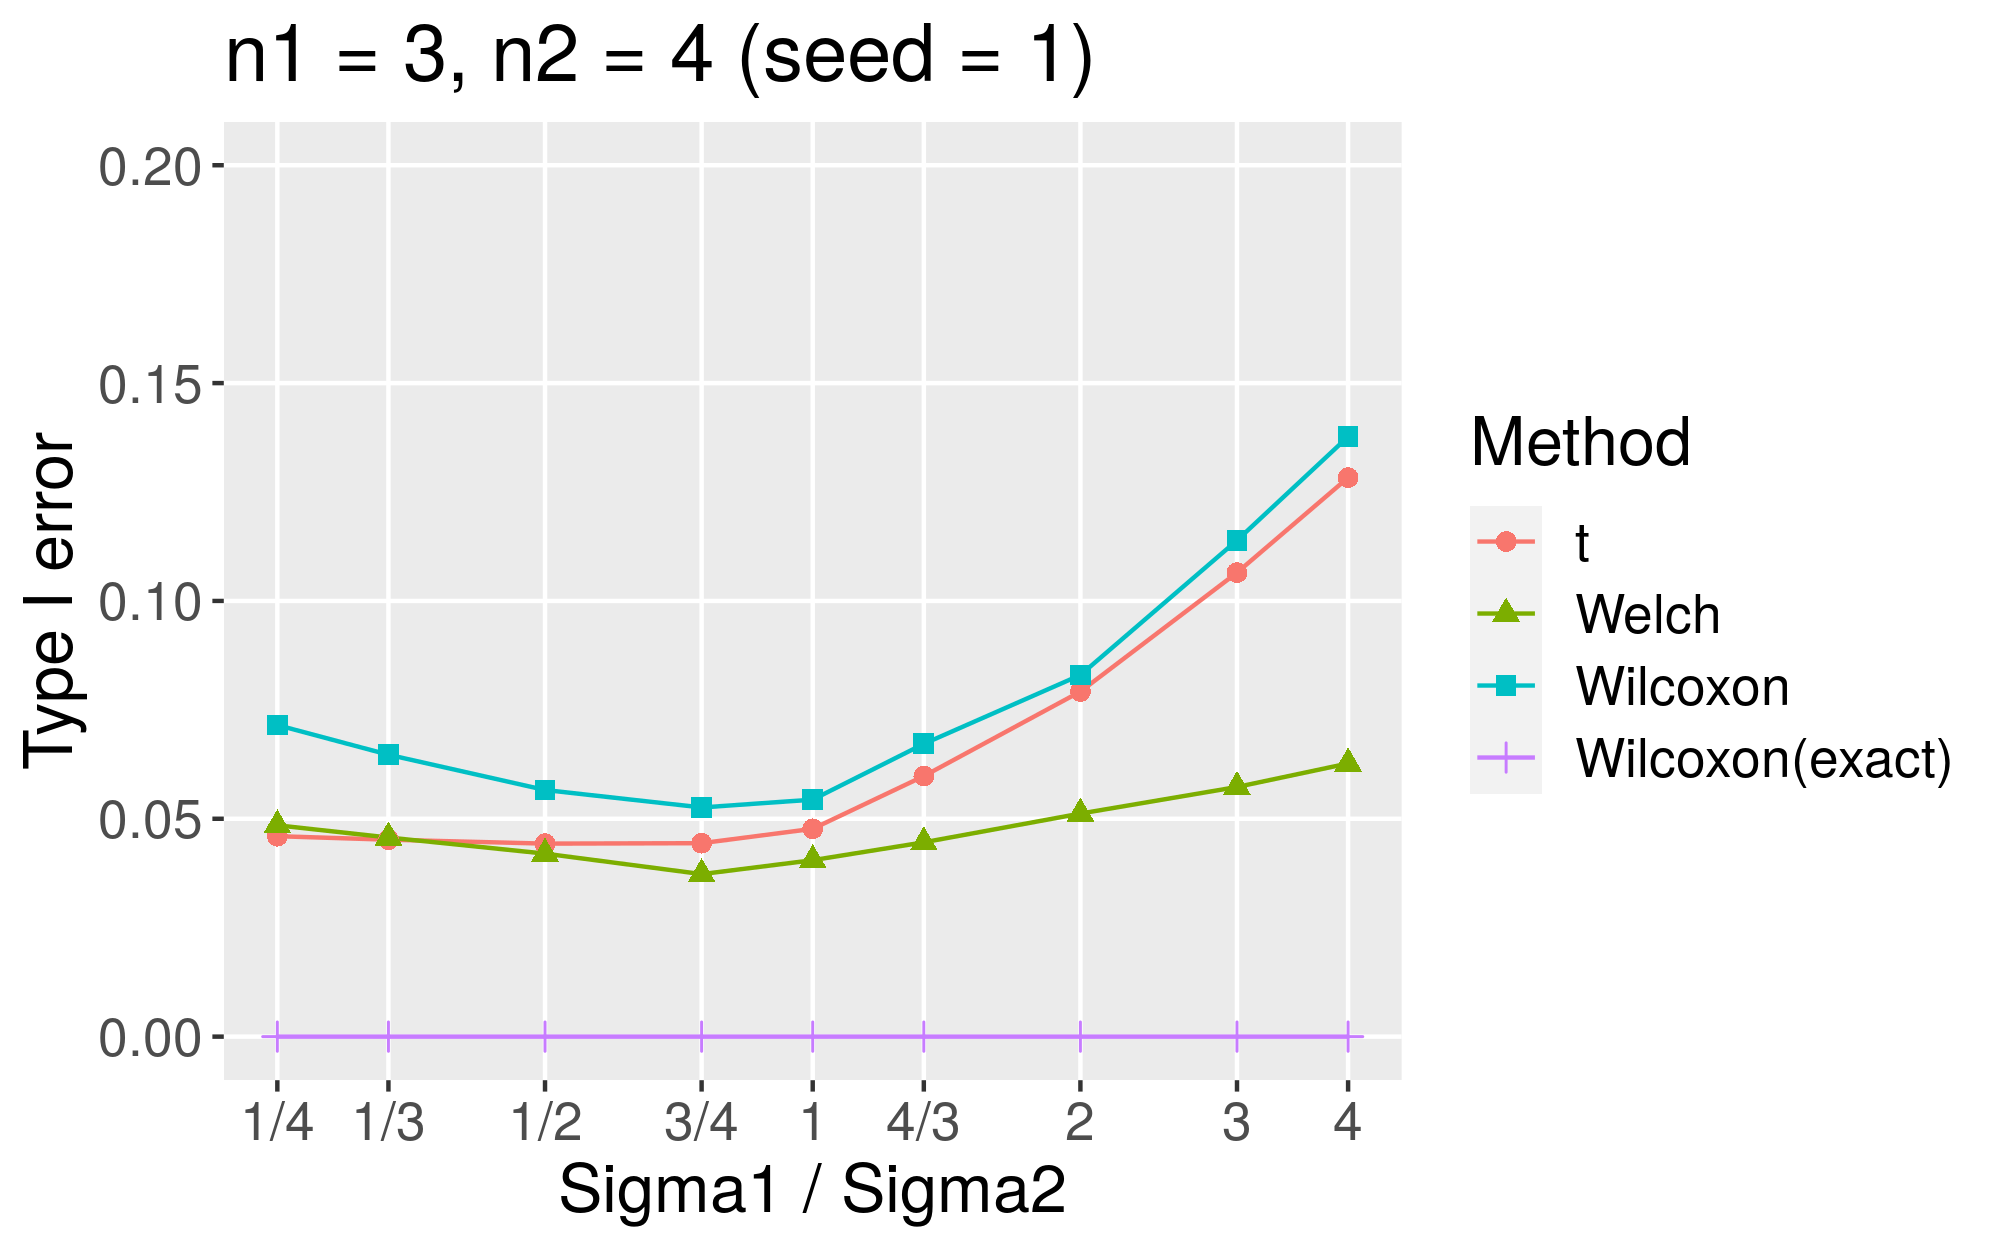 n1 = 3, n2 = 4 (seed = 1)
Type I error
0.20
0.15
0.10
0.05
0.00
1/4 1/3 1/2 3/4 1 4/3 2 3 4
Sigma1 / Sigma2
Method
t
Welch
Wilcoxon
Wilcoxon(exact)